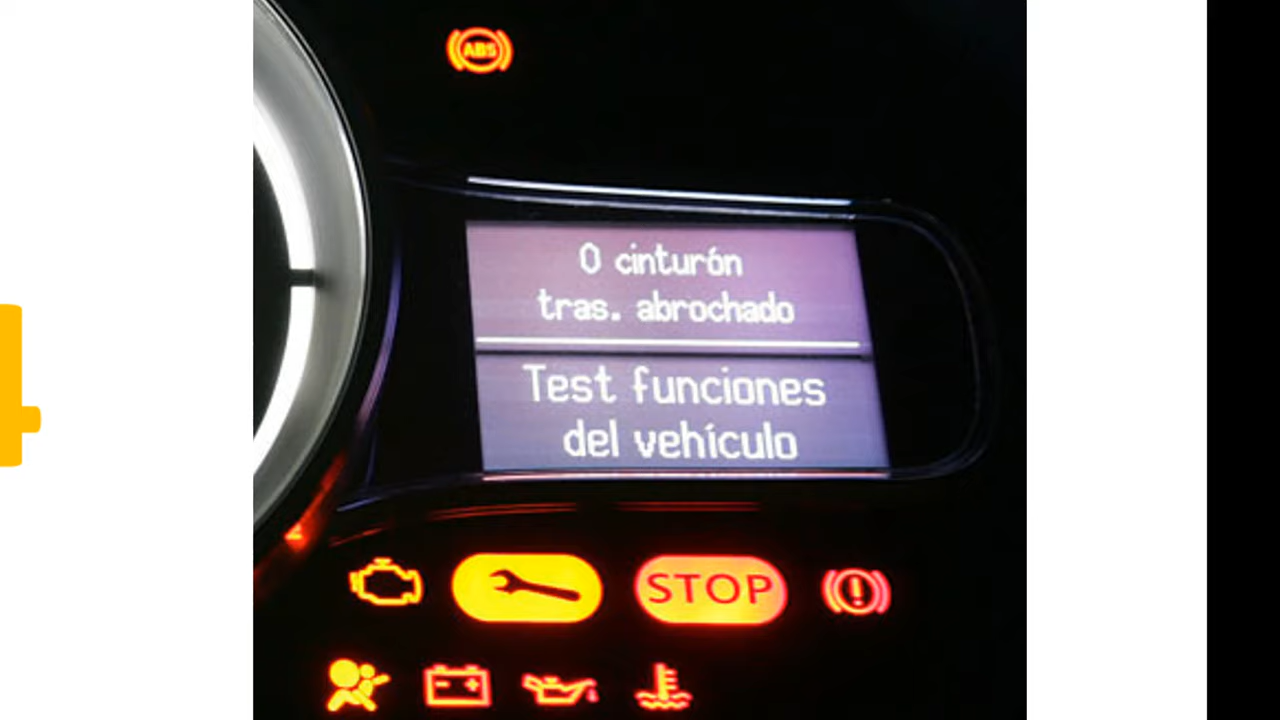 ABS
0 cinturón
tras. abrochado
Test funciones
del vehículo
STOP